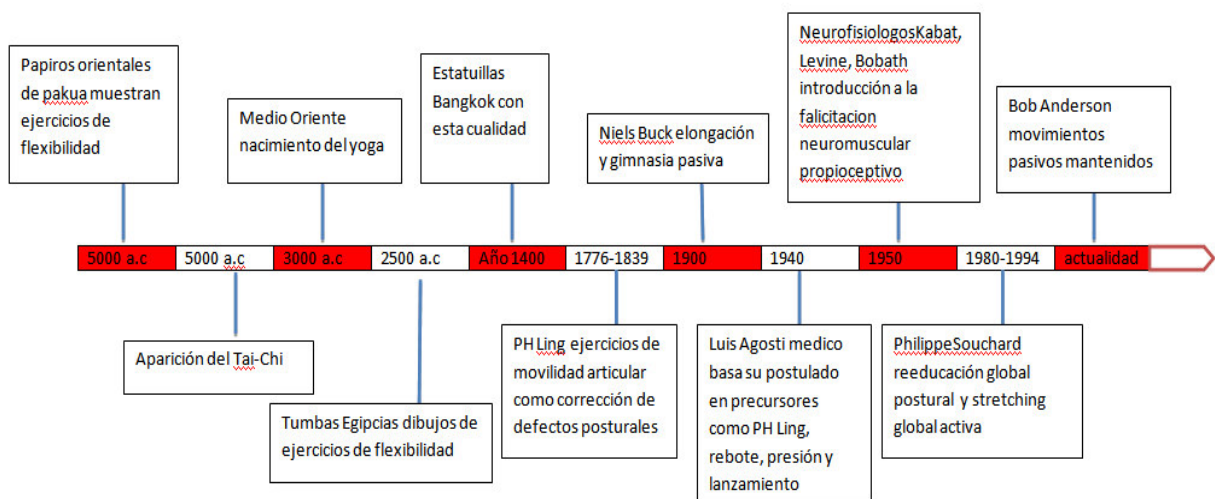 Papiros orientales
de pakua muestran
ejercicios de
flexibilidad
Medio Oriente
nacimiento del yoga
Estatuillas
Bangkok con
esta cualidad
Niels Buck elongación
y gimnasia pasiva
NeurofisiologosKabat,
Levine, Bobath
introducción a la
falicitacion
neuromuscular
propioceptivo
Bob Anderson
movimientos
pasivos mantenidos
5000 a.c 5000 a.c 3000 a.c 2500 a.c Año 1400 1776-1839 1900 1940 1950 1980-1994 actualidad
Aparición del Tai-Chi
Tumbas Egipcias dibujos de
ejercicios de flexibilidad
PH Ling ejercicios de
movilidad articular
como corrección de
defectos posturales
Luis Agosti medico
basa su postulado
en precursores
como PH Ling,
rebote, presión y
lanzamiento
PhilippeSouchard
reeducación global
postural y stretching
global activa